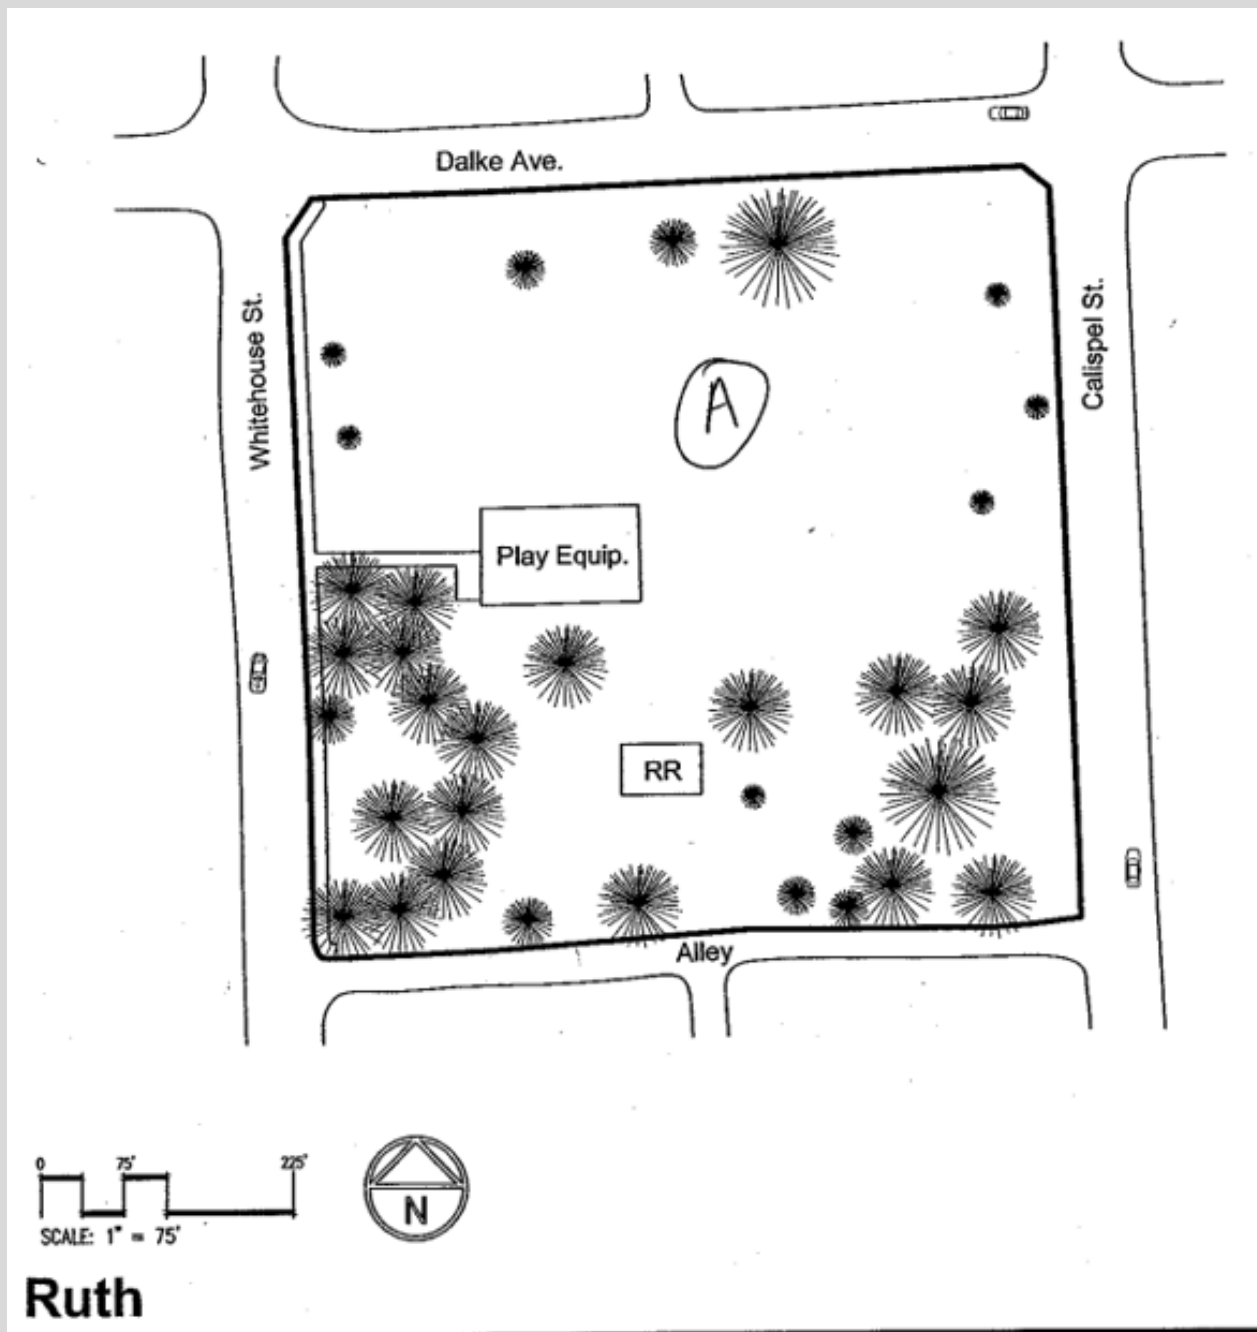 Dalke Ave.
Whitehouse St.
Calispel St.
A
Play Equip.
RR
Alley
0 75' 225'
SCALE: 1" = 75'
N
Ruth